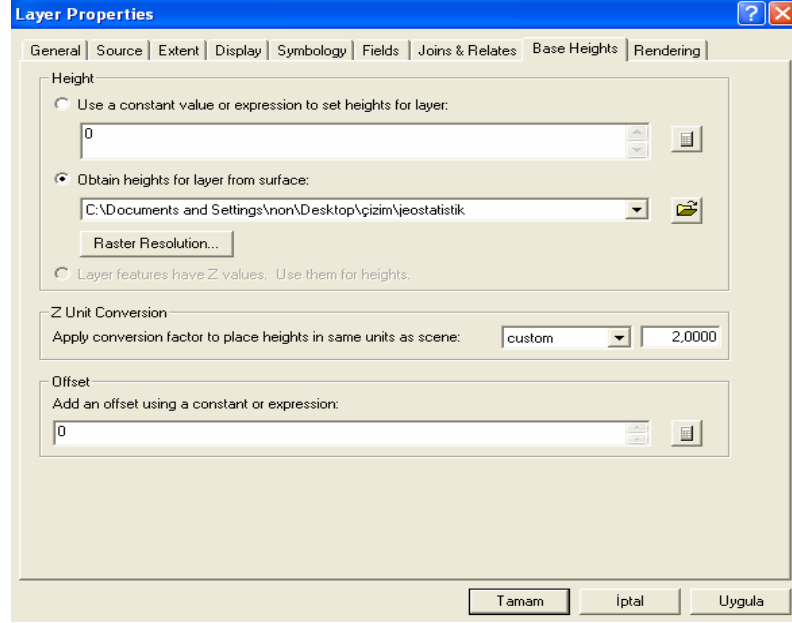 Layer Properties
General Source Extent Display Symbology Fields Joins & Relates Base Heights Rendering
Height
Use a constant value or expression to set heights for layer:
0
Obtain heights for layer from surface:
C:\Documents and Settings\non\Desktop\çizim\jeostatistik
Raster Resolution...
Layer features have Z values. Use them for heights.
Z Unit Conversion
Apply conversion factor to place heights in same units as scene: custom 2,0000
Offset
Add an offset using a constant or expression:
0
Tamam İptal Uygula